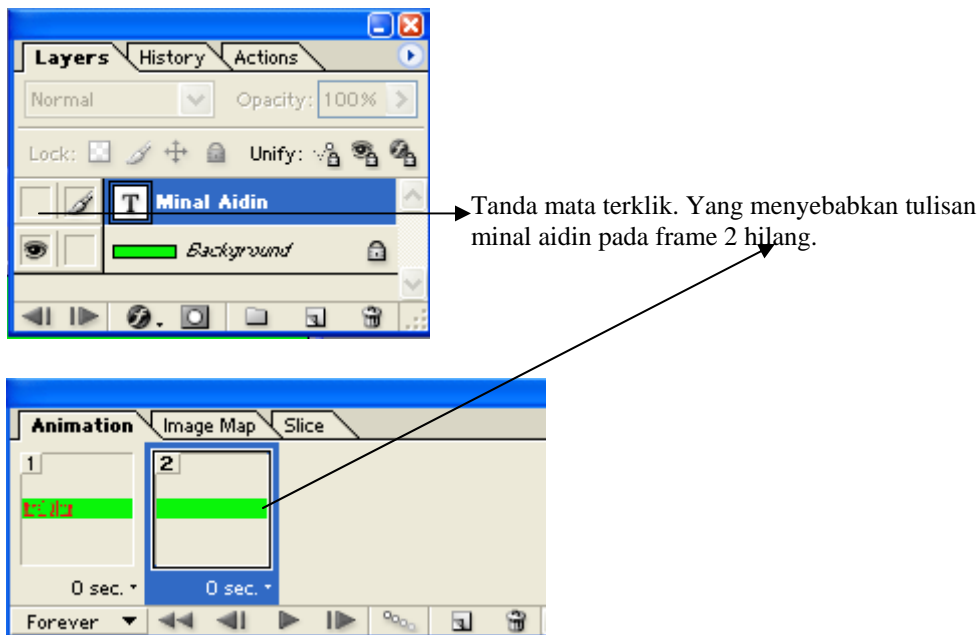 Layers History Actions
Normal Opacity: 100%
Lock: Unify:
T Minal Aidin
Background
Tanda mata terklik. Yang menyebabkan tulisan
minal aidin pada frame 2 hilang.
Animation Image Map Slice
1 2
0 sec. 0 sec.
Forever